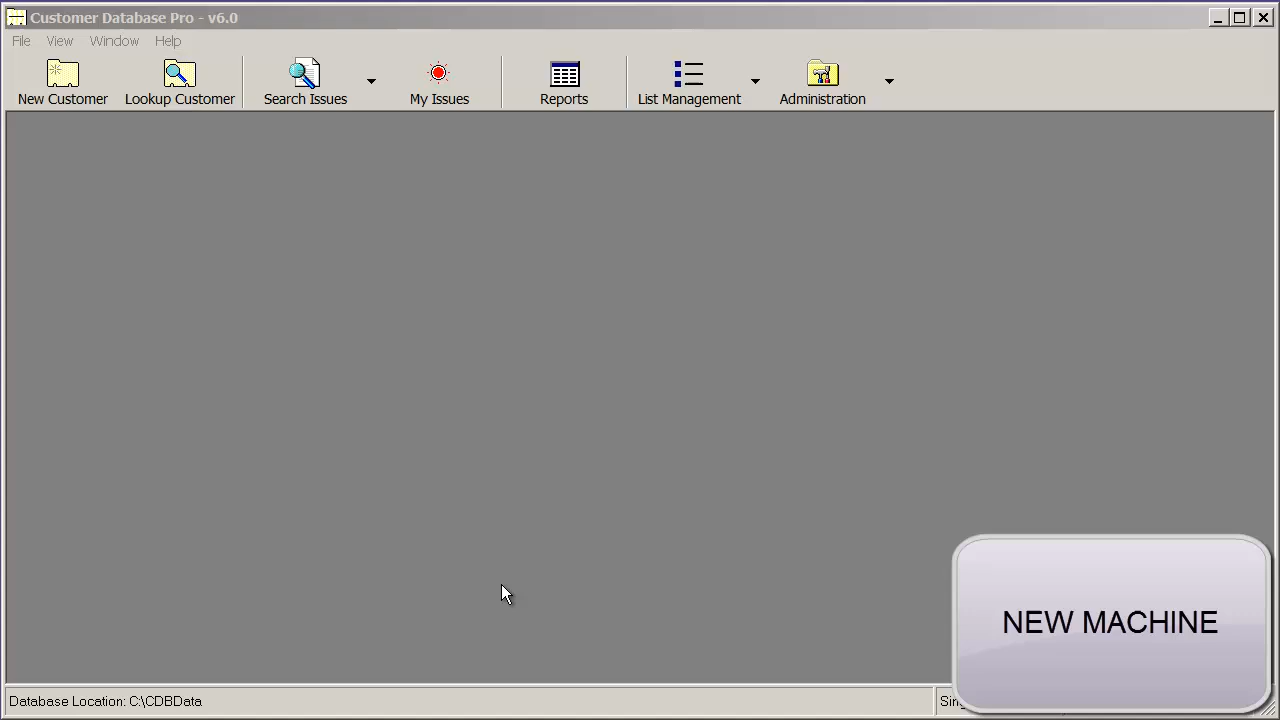 Customer Database Pro - v6.0
File View Window Help
New Customer Lookup Customer Search Issues My Issues Reports List Management Administration
NEW MACHINE
Database Location: C:\CDBData